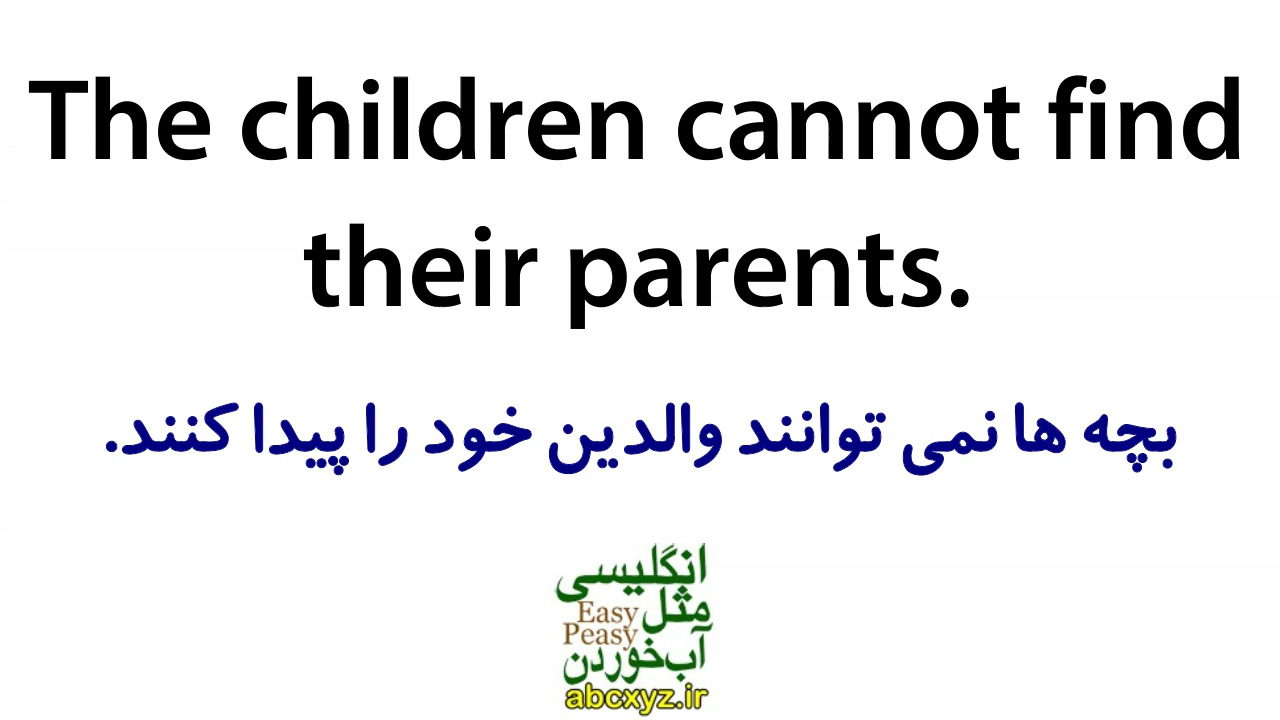 The children cannot find
their parents.
بچه ها نمی توانند والدین خود را پیدا کنند.
انگلیسی
مثل
Easy
Peasy
آب‌خوردن
abcxyz.ir